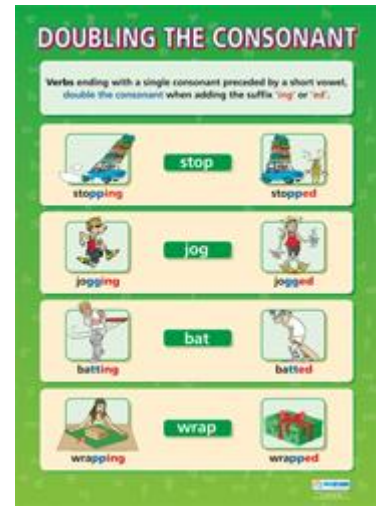 DOUBLING THE CONSONANT
Verbs ending with a single consonant preceded by a short vowel,
double the consonant when adding the suffix 'ing' or 'ed'.
stop
stopping
stopped
jog
jogging
jogged
bat
batting
batted
wrap
wrapping
wrapped